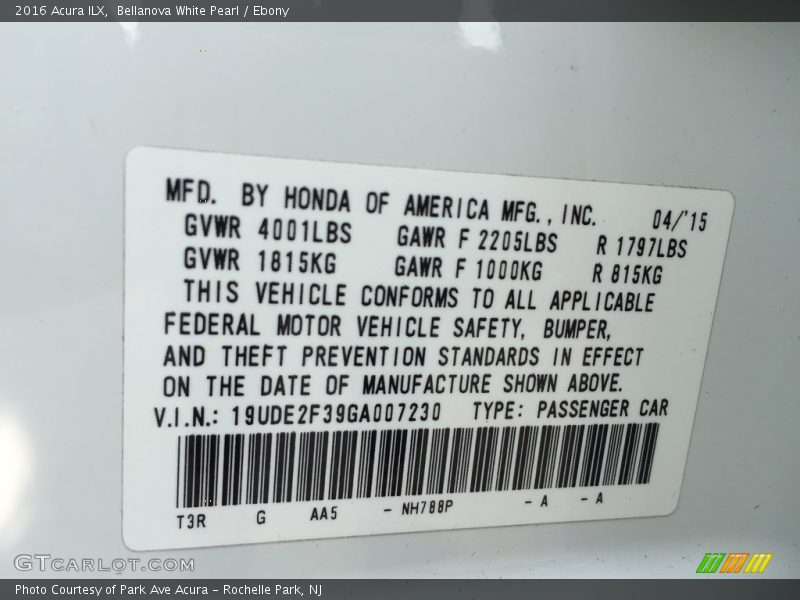 2016 Acura ILX,  Bellanova White Pearl / Ebony
MFD. BY HONDA OF AMERICA MFG., INC. 04/'15
GVWR 4001LBS GAWR F 2205LBS R 1797LBS
GVWR 1815KG GAWR F 1000KG R 815KG
THIS VEHICLE CONFORMS TO ALL APPLICABLE
FEDERAL MOTOR VEHICLE SAFETY, BUMPER,
AND THEFT PREVENTION STANDARDS IN EFFECT
ON THE DATE OF MANUFACTURE SHOWN ABOVE.
V.I.N.: 19UDE2F39GA007230 TYPE: PASSENGER CAR
T3R G AA5 - NH788P - A - A
GTCARLOT.COM
Photo Courtesy of Park Ave Acura - Rochelle Park, NJ